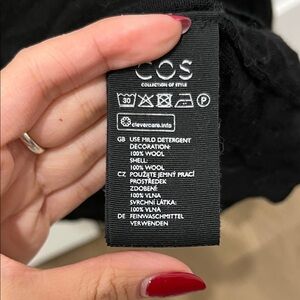 COS
COLLECTION OF STYLE
30 P
clevercare.info
GB USE MILD DETERGENT
DECORATION:
100% WOOL
SHELL:
100% WOOL
CZ POUŽIJTE JEMNÝ PRACÍ
PROSTŘEDEK
ZDOBENÍ:
100% VLNA
SVRCHNÍ LÁTKA:
100% VLNA
DE FEINWASCHMITTEL
VERWENDEN